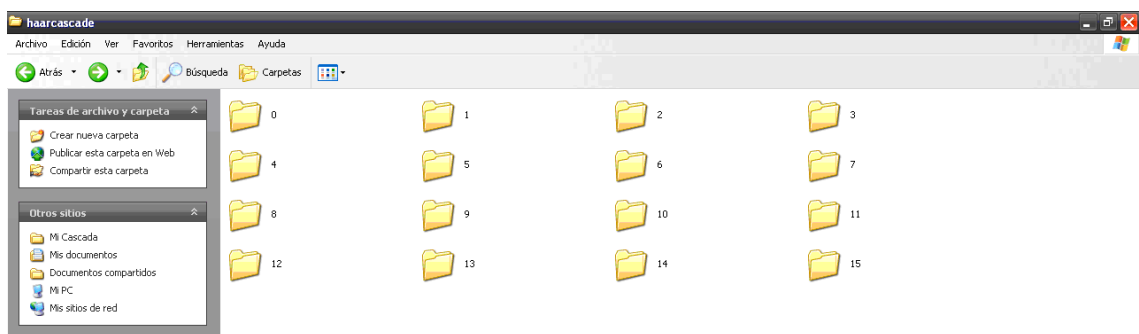 haarcascade
Archivo Edición Ver Favoritos Herramientas Ayuda
Atrás Búsqueda Carpetas
Tareas de archivo y carpeta
Crear nueva carpeta
Publicar esta carpeta en Web
Compartir esta carpeta
Otros sitios
Mi Cascada
Mis documentos
Documentos compartidos
Mi PC
Mis sitios de red
0 1 2 3
4 5 6 7
8 9 10 11
12 13 14 15